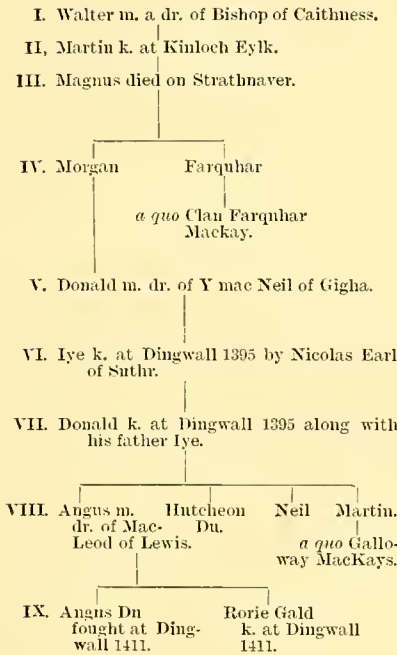 I. Walter m. a dr. of Bishop of Caithness.
II, Martin k. at Kinloch Eylk.
III. Magnus died on Strathnaver.
IV. Morgan Farquhar
a quo Clan Farquhar
Mackay.
V. Donald m. dr. of Y mac Neil of Gigha.
VI. Iye k. at Dingwall 1395 by Nicolas Earl
of Suthr.
VII. Donald k. at Dingwall 1395 along with
his father Iye.
VIII. Angus m. Hutcheon Neil Martin.
dr. of Mac- Du. 
Leod of Lewis. a quo Gallo-
way MacKays.
IX. Angus Du Rorie Gald
fought at Ding- k. at Dingwall
wall 1411. 1411.